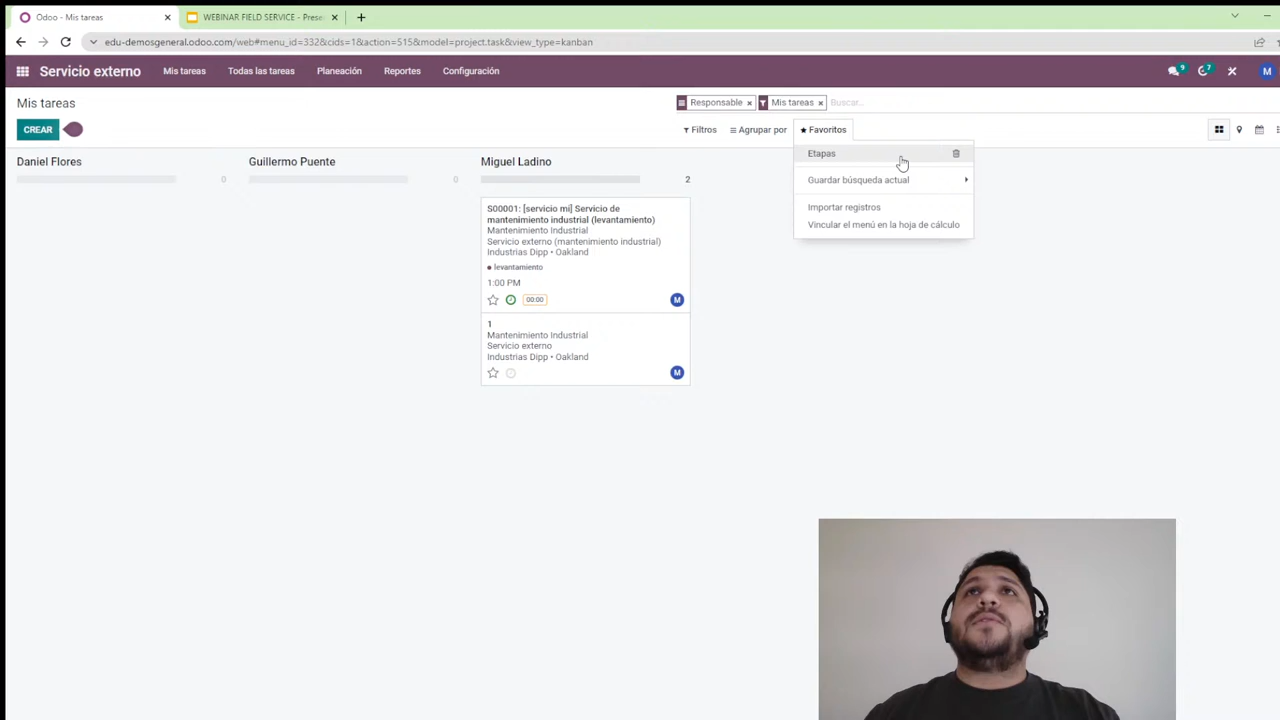 Odoo - Mis tareas
WEBINAR FIELD SERVICE - Prese
edu-demosgeneral.odoo.com/web#menu_id=332&cids=1&action=515&model=project.task&view_type=kanban
Servicio externo Mis tareas Todas las tareas Planeación Reportes Configuración 9 7 M
Mis tareas Responsable Mis tareas Buscar...
CREAR Filtros Agrupar por Favoritos
Daniel Flores Guillermo Puente Miguel Ladino
0 0 2
Etapas
Guardar búsqueda actual
Importar registros
Vincular el menú en la hoja de cálculo
S00001: [servicio mi] Servicio de
mantenimiento industrial (levantamiento)
Mantenimiento Industrial
Servicio externo (mantenimiento industrial)
Industrias Dipp • Oakland
levantamiento
1:00 PM
00:00 M
1
Mantenimiento Industrial
Servicio externo
Industrias Dipp • Oakland
M